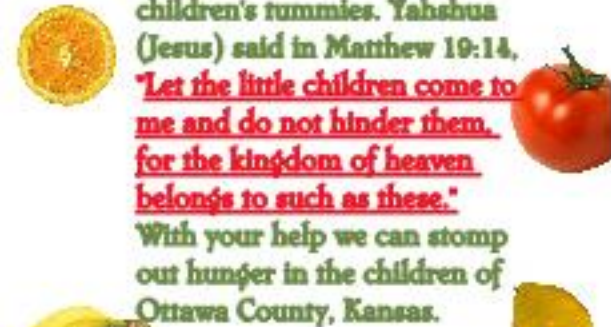 children's tummies. Yahshua
(Jesus) said in Matthew 19:14,
"Let the little children come to
me and do not hinder them,
for the kingdom of heaven
belongs to such as these."
With your help we can stomp
out hunger in the children of
Ottawa County, Kansas.